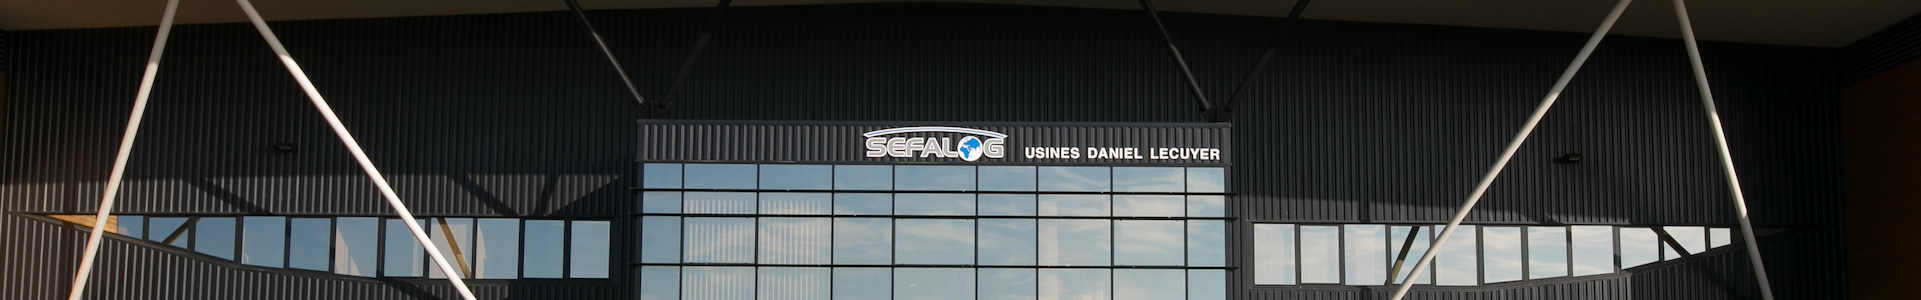 SEFALOG
USINES DANIEL LECUYER